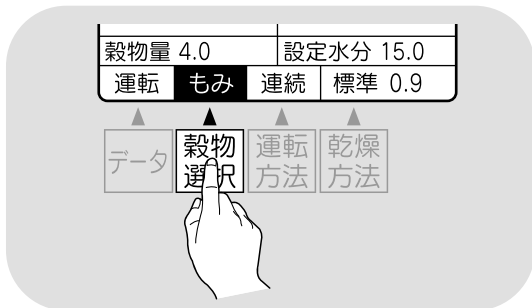 穀物量 4.0 設定水分 15.0
運転 もみ 連続 標準 0.9
データ 穀物選択 運転方法 乾燥方法